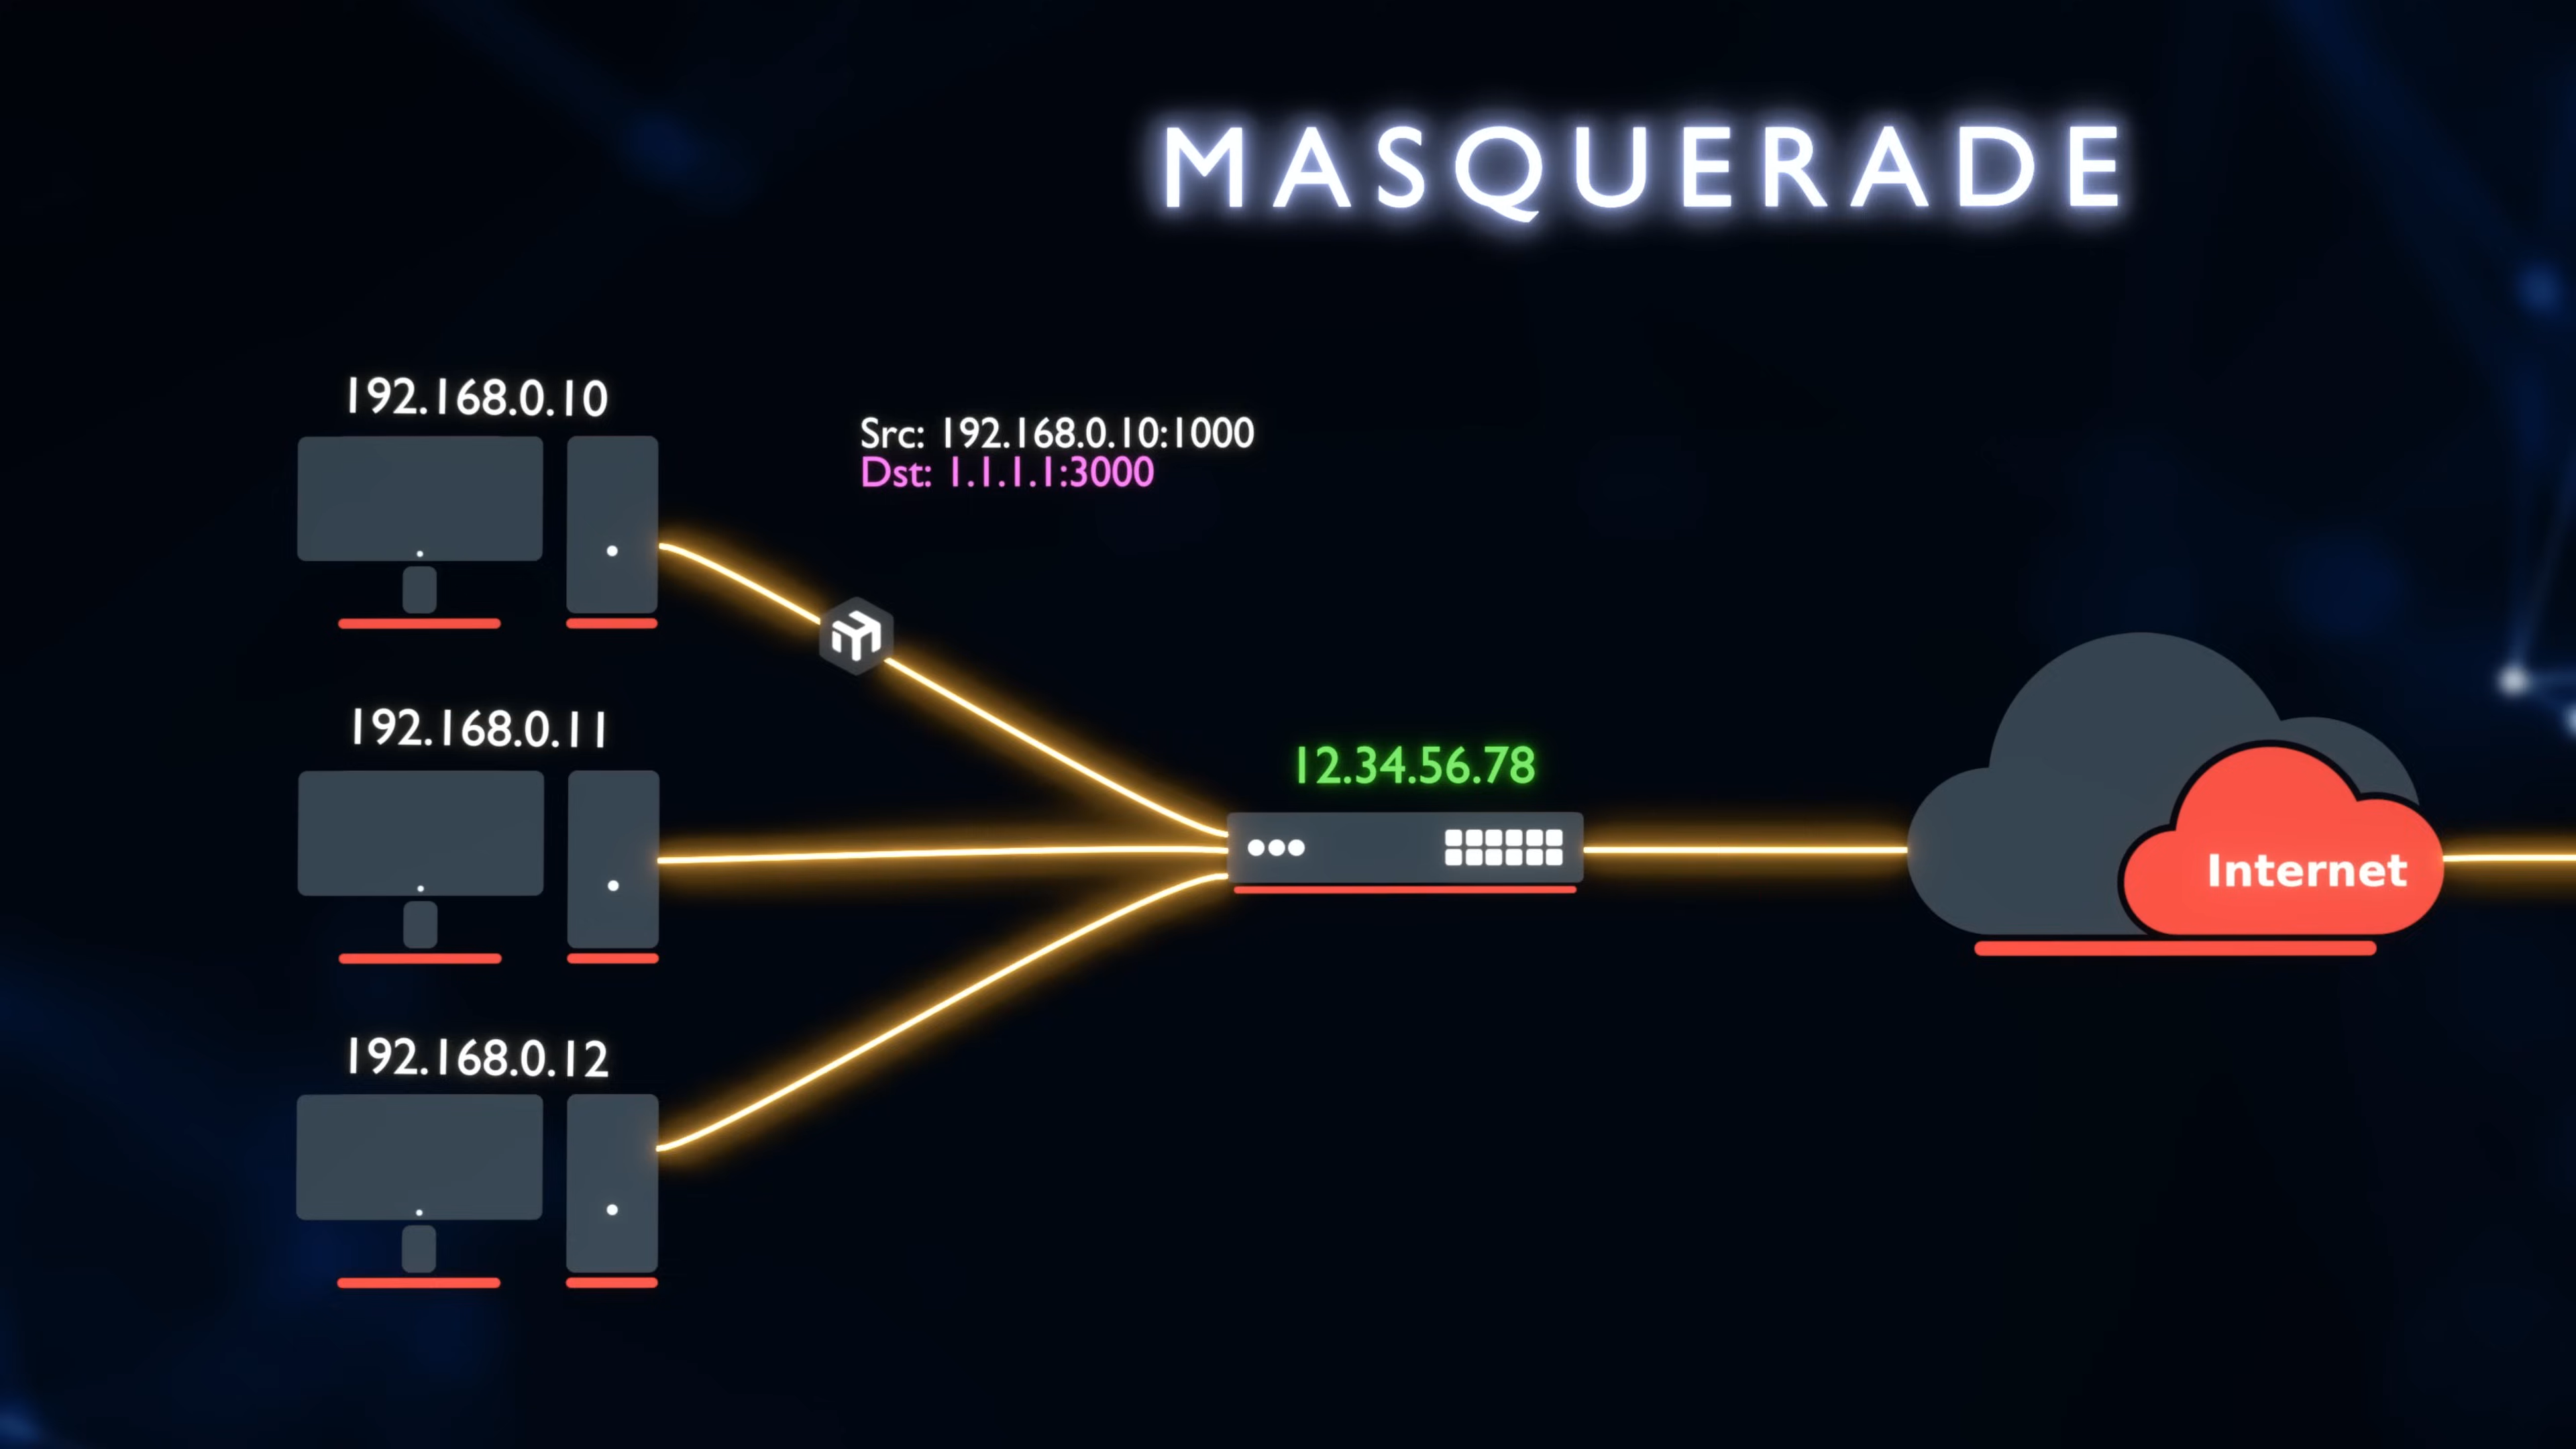 MASQUERADE
192.168.0.10
Src: 192.168.0.10:1000
Dst: 1.1.1.1:3000
192.168.0.11
12.34.56.78
Internet
192.168.0.12